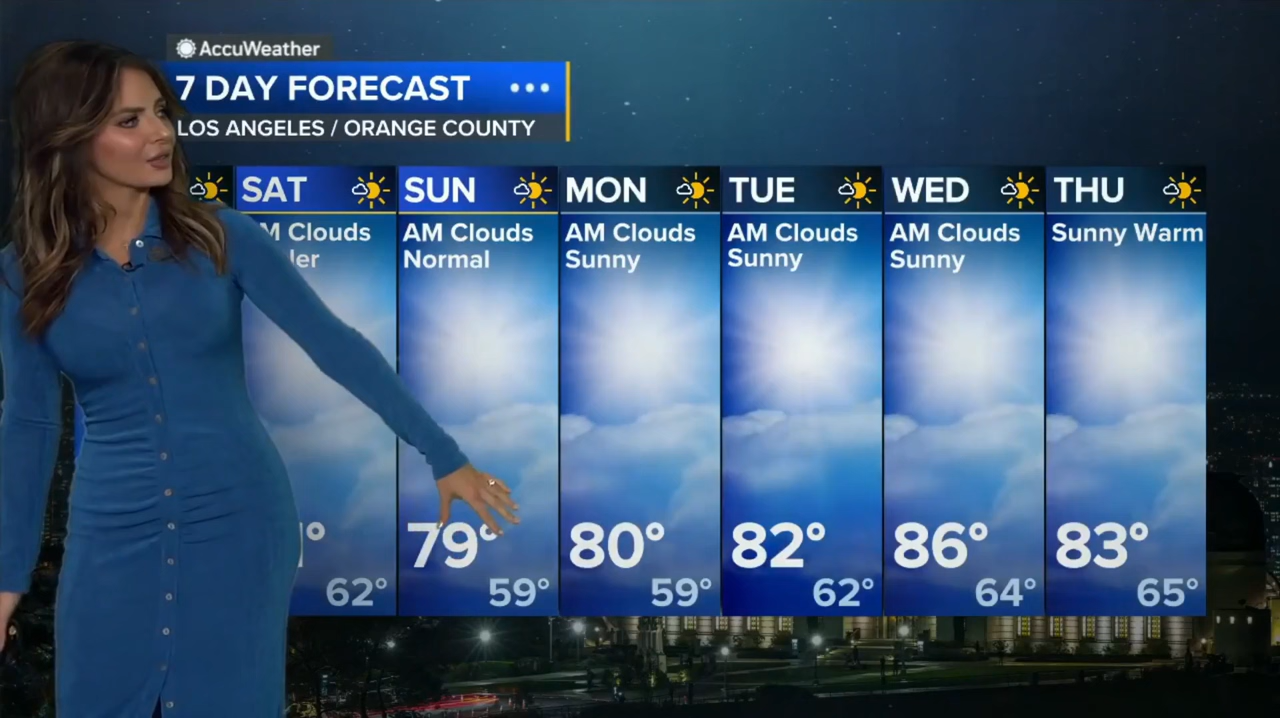 AccuWeather
7 DAY FORECAST
LOS ANGELES / ORANGE COUNTY
SAT
SUN
MON
TUE
WED
THU
Clouds
AM Clouds
Normal
AM Clouds
Sunny
AM Clouds
Sunny
AM Clouds
Sunny
Sunny Warm
62°
79°
59°
80°
59°
82°
62°
86°
64°
83°
65°